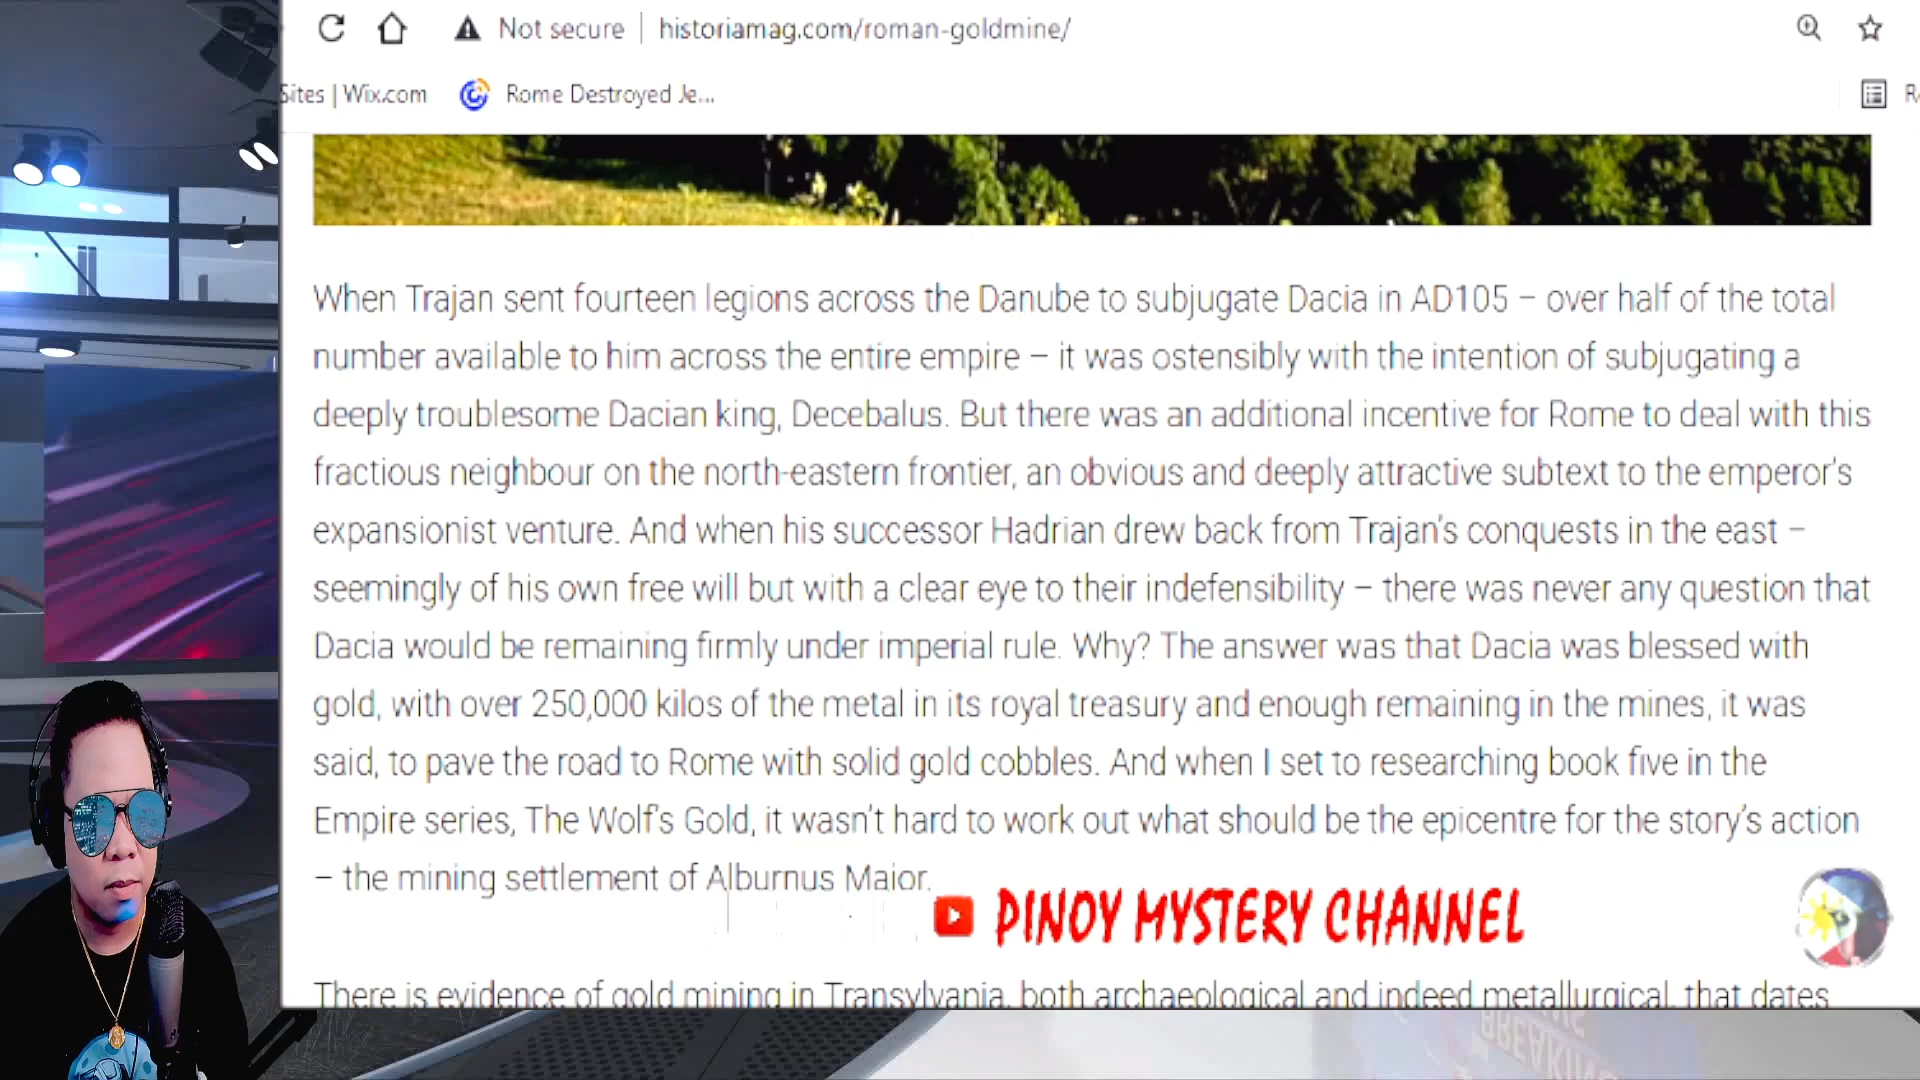 Not secure
historiamag.com/roman-goldmine/
Sites | Wix.com
Rome Destroyed Je...
When Trajan sent fourteen legions across the Danube to subjugate Dacia in AD105 – over half of the total
number available to him across the entire empire – it was ostensibly with the intention of subjugating a
deeply troublesome Dacian king, Decebalus. But there was an additional incentive for Rome to deal with this
fractious neighbour on the north-eastern frontier, an obvious and deeply attractive subtext to the emperor's
expansionist venture. And when his successor Hadrian drew back from Trajan's conquests in the east –
seemingly of his own free will but with a clear eye to their indefensibility – there was never any question that
Dacia would be remaining firmly under imperial rule. Why? The answer was that Dacia was blessed with
gold, with over 250,000 kilos of the metal in its royal treasury and enough remaining in the mines, it was
said, to pave the road to Rome with solid gold cobbles. And when I set to researching book five in the
Empire series, The Wolf's Gold, it wasn't hard to work out what should be the epicentre for the story's action
– the mining settlement of Alburnus Maior.
PINOY MYSTERY CHANNEL
There is evidence of gold mining in Transylvania, both archaeological and indeed metallurgical, that dates
BREAKING